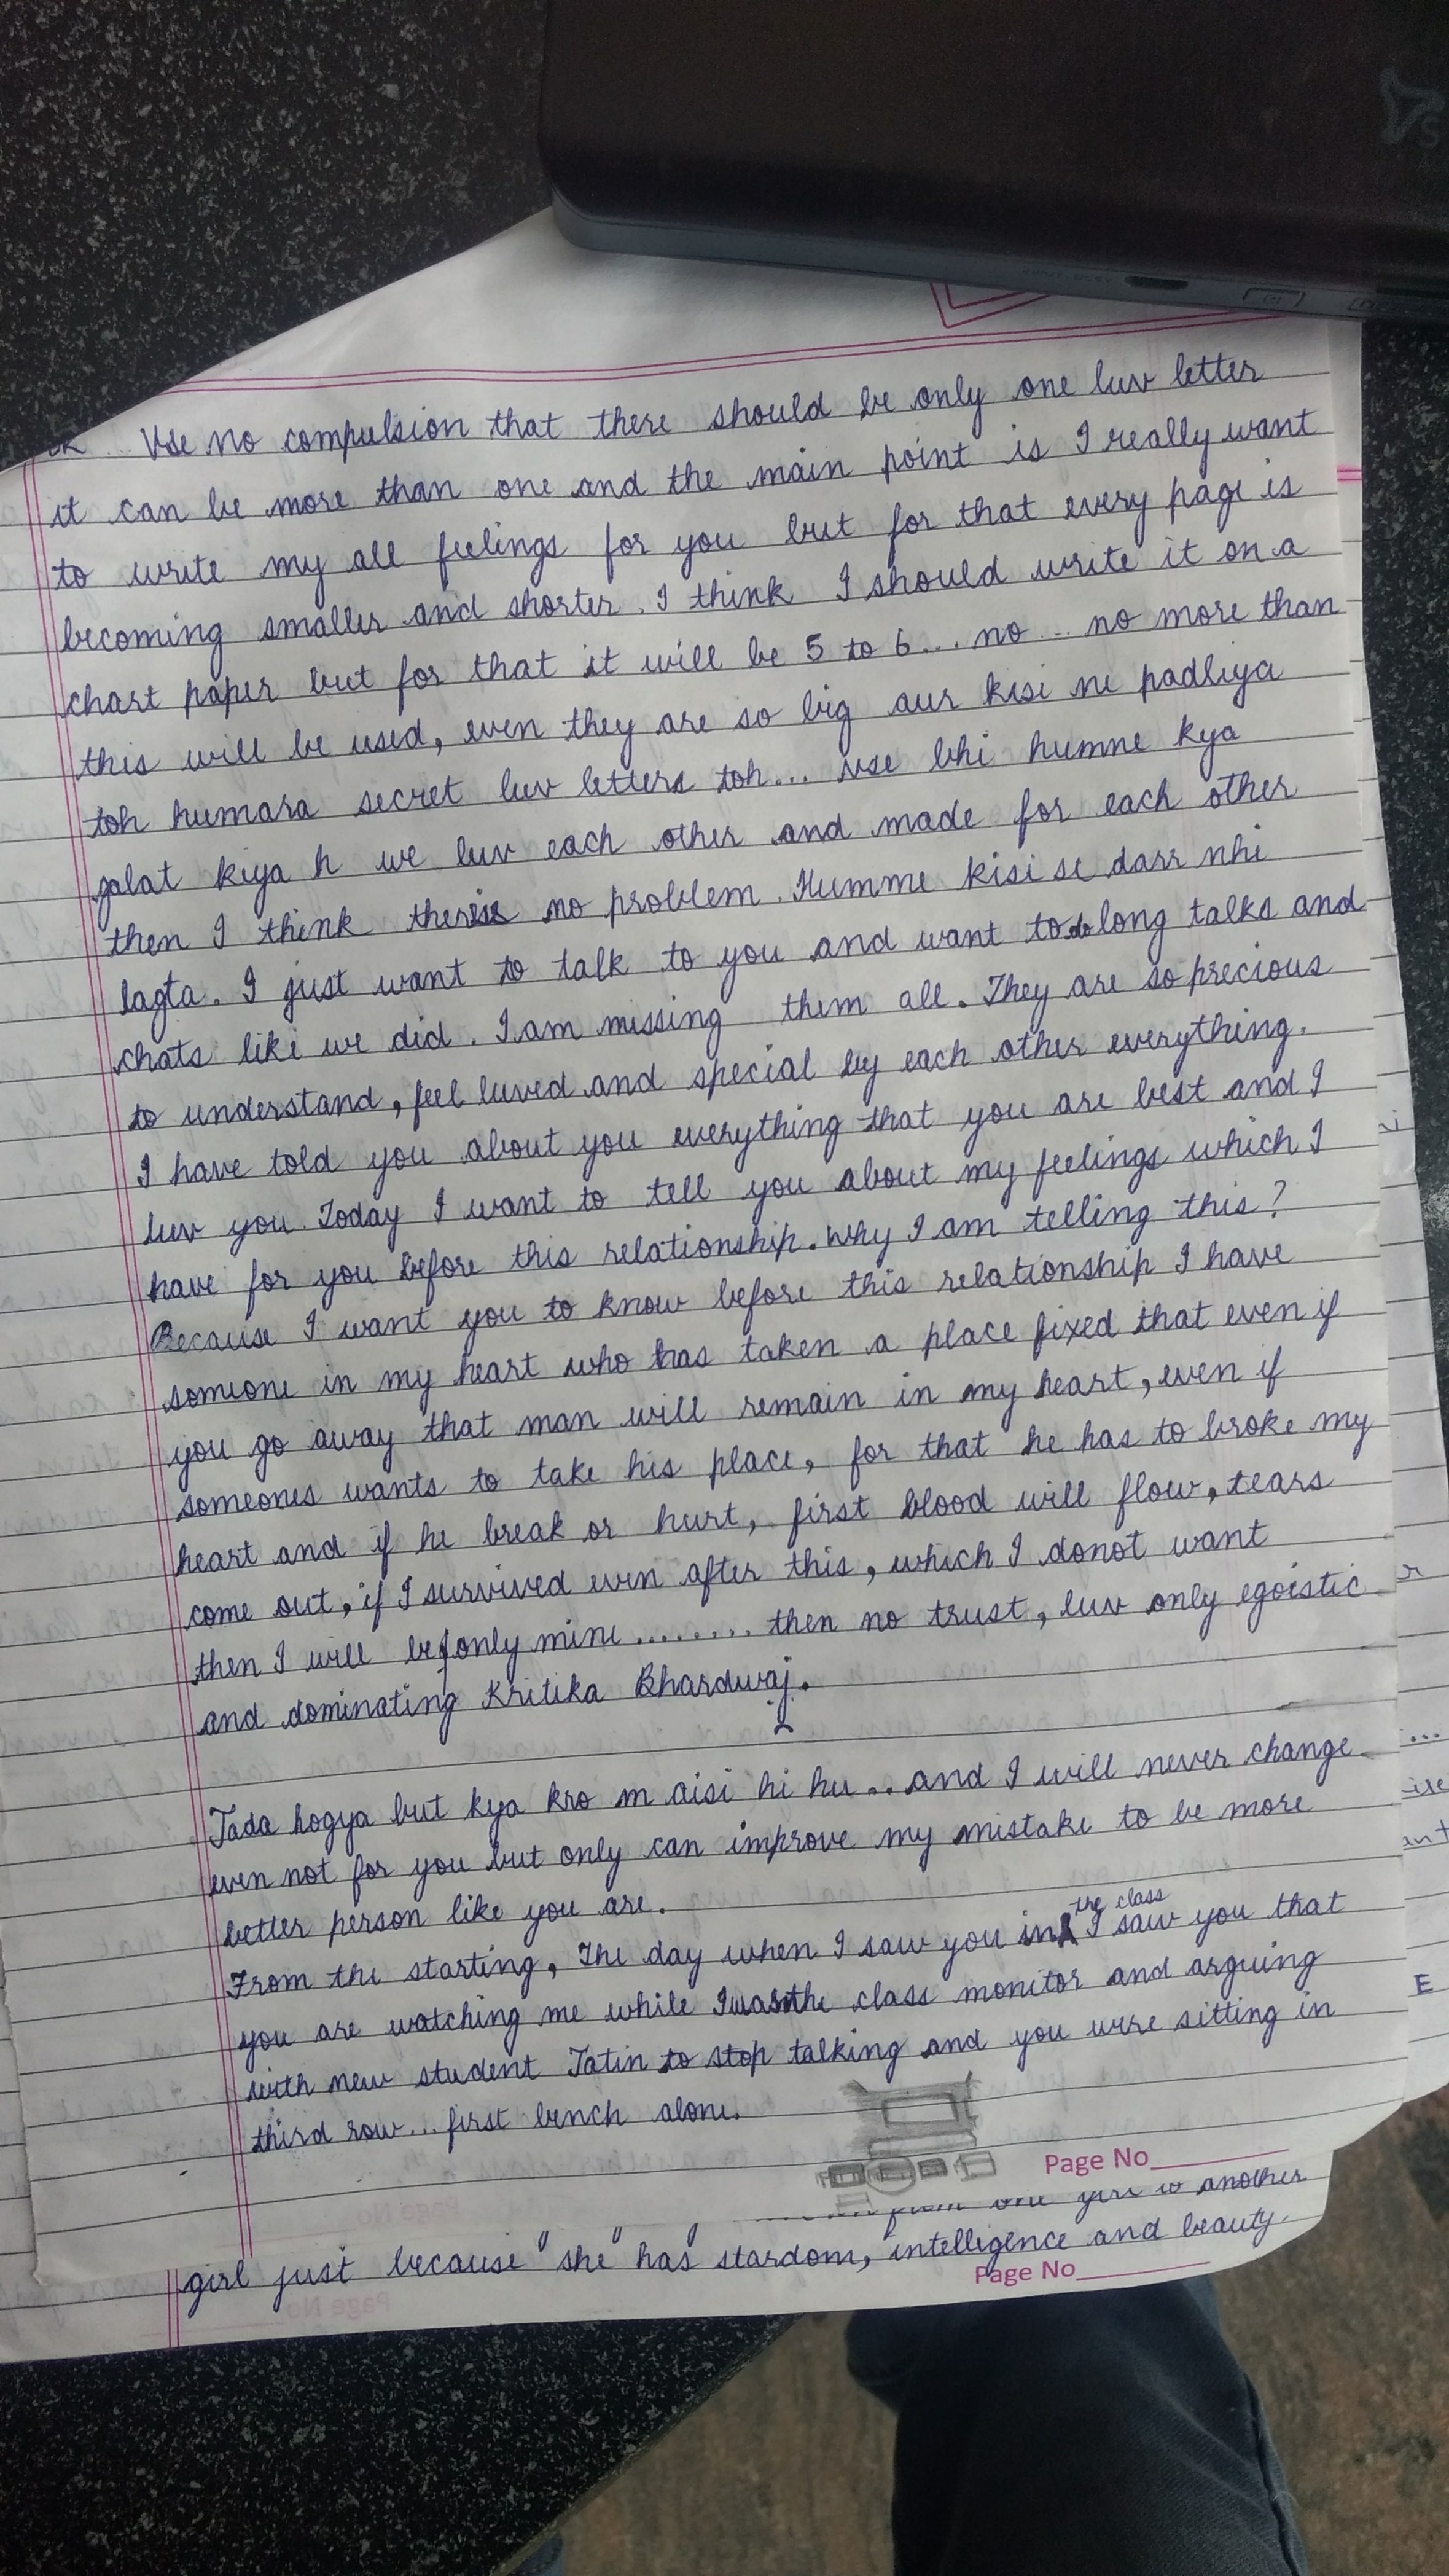 Vse no compulsion that there should be only one luv letter
it can be more than one and the main point is I really want
to write my all feelings for you but for that every page is
becoming smaller and shorter. I think I should write it on a
chart paper but for that it will be 5 to 6... no... no more than
this will be used, even they are so big aur kisi ne padliya
toh humara secret luv letters toh... vse bhi humne kya
galat kiya h we luv each other and made for each other
then I think there is no problem. Humme kisi se darr nhi
lagta. I just want to talk to you and want to do long talks and
chats like we did. I am missing them all. They are so precious
to understand, feel luved and special by each other everything.
I have told you about you everything that you are best and I
luv you. Today I want to tell you about my feelings which I
have for you before this relationship. Why I am telling this?
Because I want you to know before this relationship I have
someone in my heart who has taken a place fixed that even if
you go away that man will remain in my heart, even if
someones wants to take his place, for that he has to broke my
heart and if he break or hurt, first blood will flow, tears
come out, if I survived even after this, which I donot want
then I will be only mine ........ then no trust, luv only egoistic
and dominating Kritika Bhardwaj.
Jada hogya but kya kro m aisi hi hu... and I will never change
even not for you but only can improve my mistake to be more
better person like you are.
From the starting, The day when I saw you in the class I saw you that
you are watching me while I was the class monitor and arguing
with new student Jatin to stop talking and you were sitting in
third row... first bench alone.
Page No
from one girl to another
girl just because "she" has stardom, intelligence and beauty
Page No